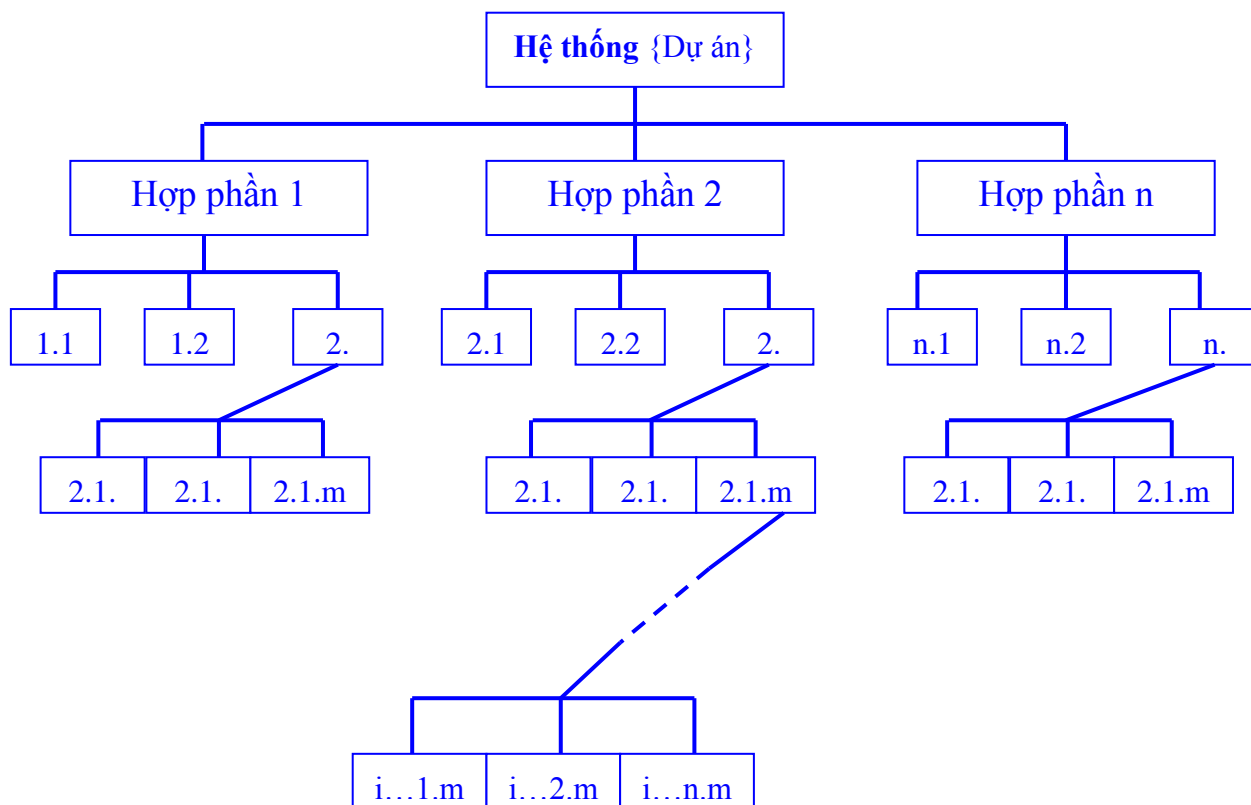 Hệ thống {Dự án}
Hợp phần 1
Hợp phần 2
Hợp phần n
1.1
1.2
2.
2.1
2.2
2.
n.1
n.2
n.
2.1.
2.1.
2.1.m
2.1.
2.1.
2.1.m
2.1.
2.1.
2.1.m
i...1.m
i...2.m
i...n.m